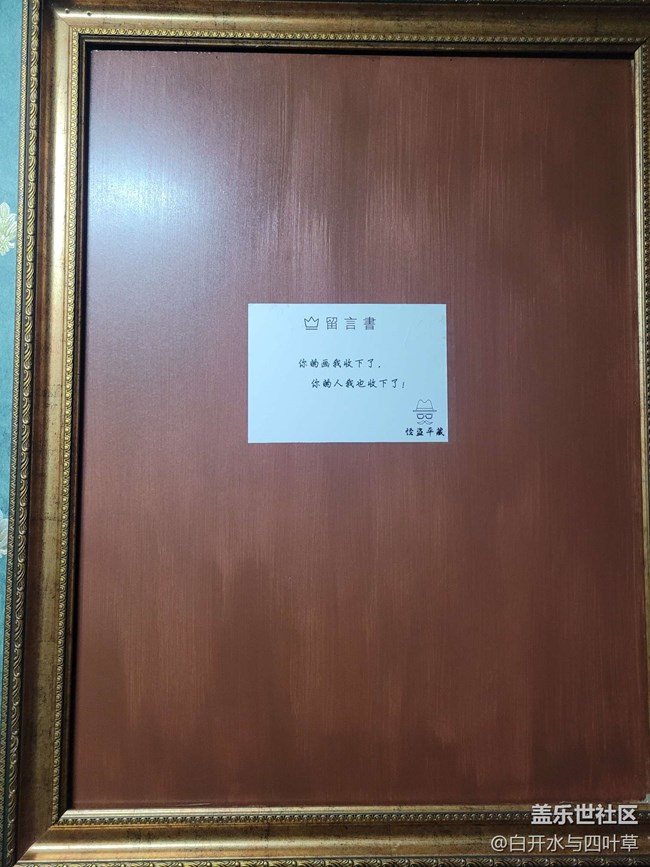 留言書
你的画我收下了，
你的人我也收下了！
怪盗平藏
盖乐世社区
@白开水与四叶草